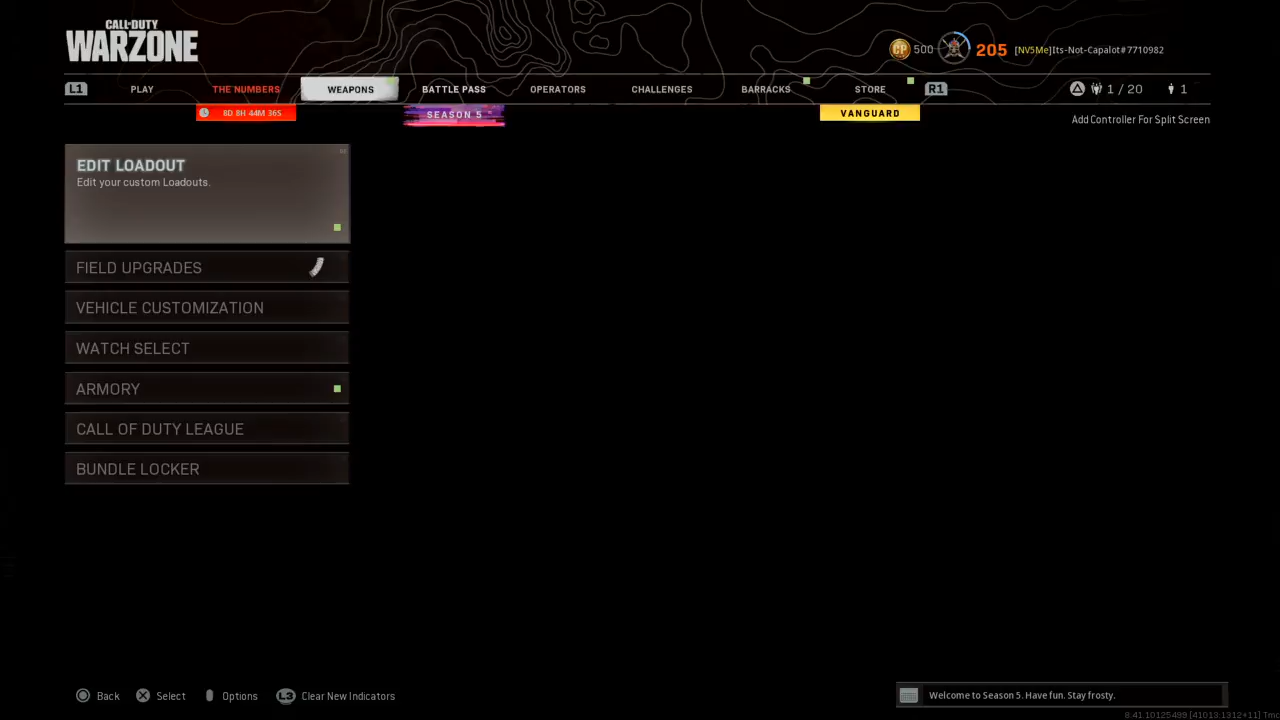 CALL OF DUTY
WARZONE
CP 500 205 [NV5Me]Its-Not-Capalot#7710982
L1 PLAY THE NUMBERS WEAPONS BATTLE PASS OPERATORS CHALLENGES BARRACKS STORE R1 1 / 20 1
8D 8H 44M 36S SEASON 5 VANGUARD Add Controller For Split Screen
EDIT LOADOUT
Edit your custom Loadouts.
FIELD UPGRADES
VEHICLE CUSTOMIZATION
WATCH SELECT
ARMORY
CALL OF DUTY LEAGUE
BUNDLE LOCKER
Back Select Options L3 Clear New Indicators
Welcome to Season 5. Have fun. Stay frosty.